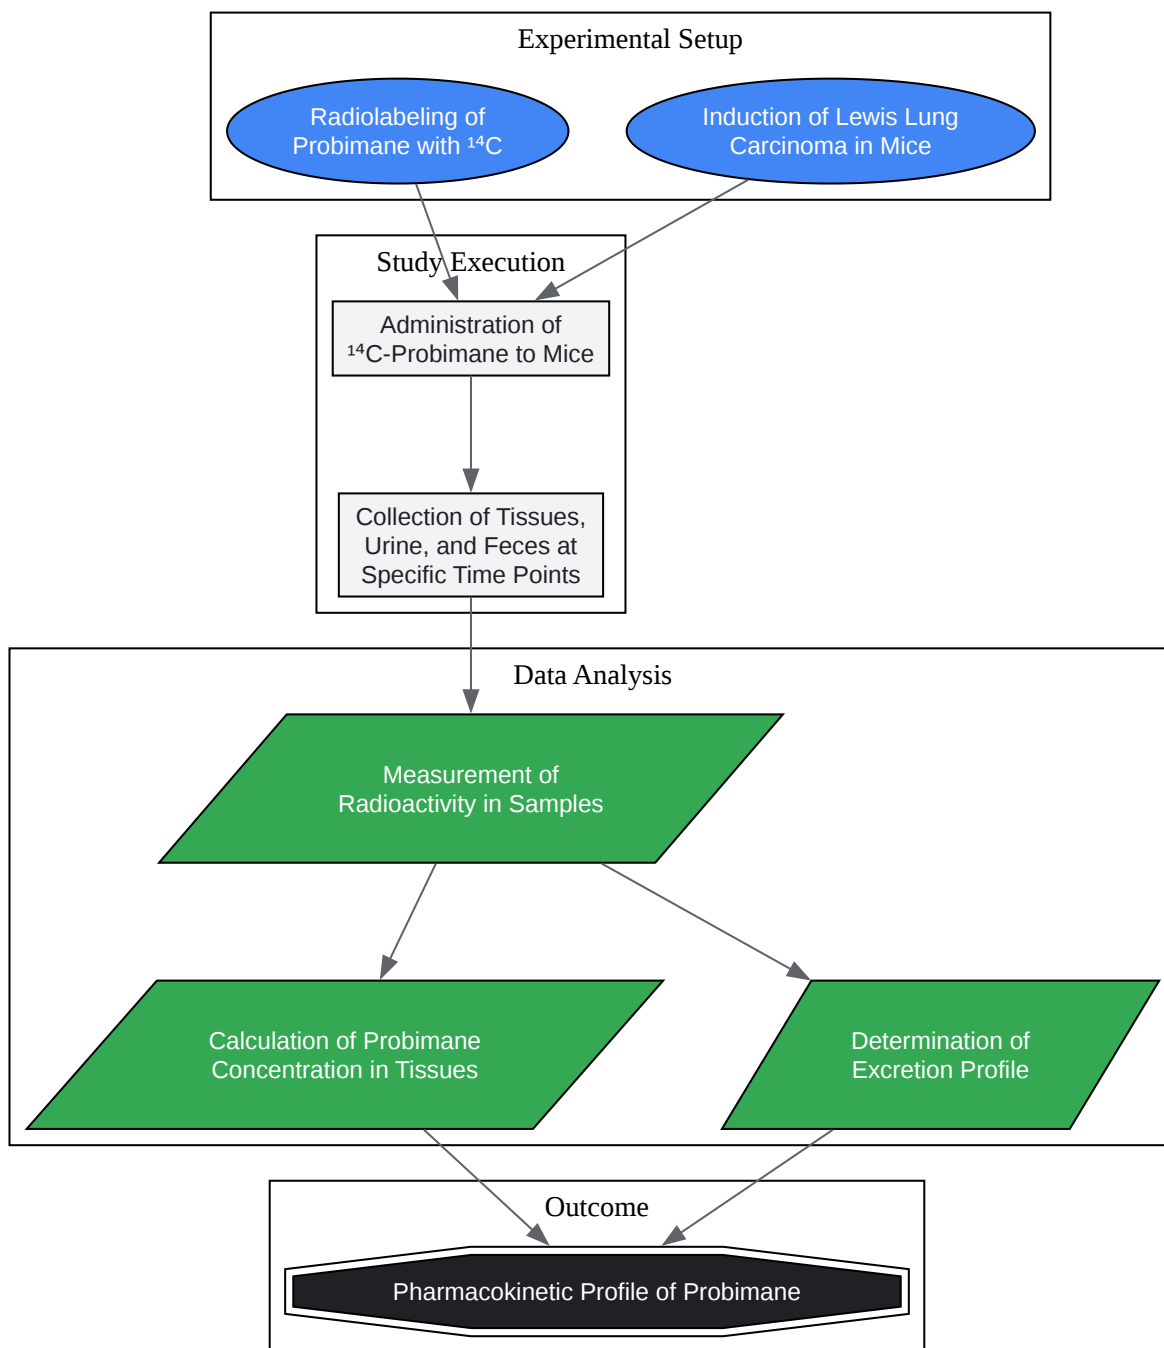 Experimental Setup
Radiolabeling of
Probimane with ¹⁴C
Induction of Lewis Lung
Carcinoma in Mice
Study Execution
Administration of
¹⁴C-Probimane to Mice
Collection of Tissues,
Urine, and Feces at
Specific Time Points
Data Analysis
Measurement of
Radioactivity in Samples
Calculation of Probimane
Concentration in Tissues
Determination of
Excretion Profile
Outcome
Pharmacokinetic Profile of Probimane